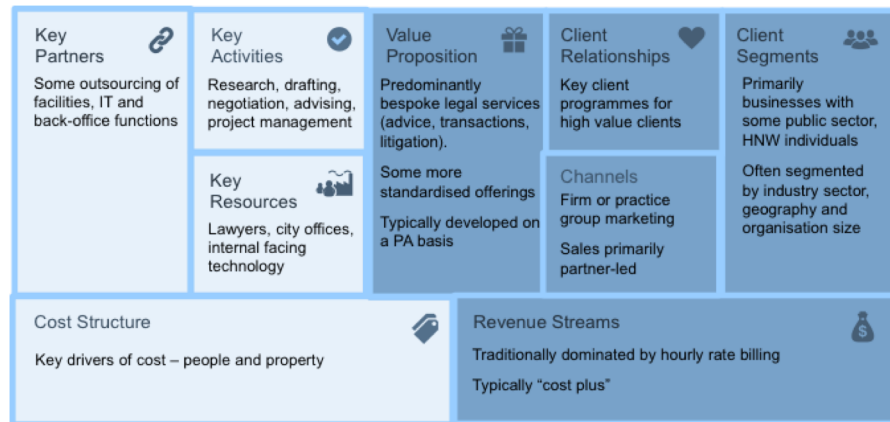 Key
Partners
Some outsourcing of
facilities, IT and
back-office functions
Key
Activities
Research, drafting,
negotiation, advising,
project management
Key
Resources
Lawyers, city offices,
internal facing
technology
Value
Proposition
Predominantly
bespoke legal services
(advice, transactions,
litigation).
Some more
standardised offerings
Typically developed on
a PA basis
Client
Relationships
Key client
programmes for
high value clients
Channels
Firm or practice
group marketing
Sales primarily
partner-led
Client
Segments
Primarily
businesses with
some public sector,
HNW individuals
Often segmented
by industry sector,
geography and
organisation size
Cost Structure
Key drivers of cost – people and property
Revenue Streams
$
Traditionally dominated by hourly rate billing
Typically “cost plus”